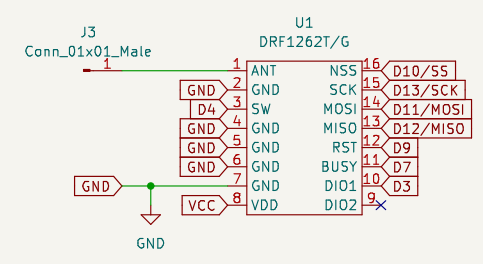 U1
J3
DRF1262T/G
Conn_01x01_Male
1 1 ANT NSS 16 D10/SS
GND 2 GND SCK 15 D13/SCK
D4 3 SW MOSI 14 D11/MOSI
GND 4 GND MISO 13 D12/MISO
GND 5 GND RST 12 D9
GND 6 GND BUSY 11 D7
GND 7 GND DIO1 10 D3
VCC 8 VDD DIO2 9
GND